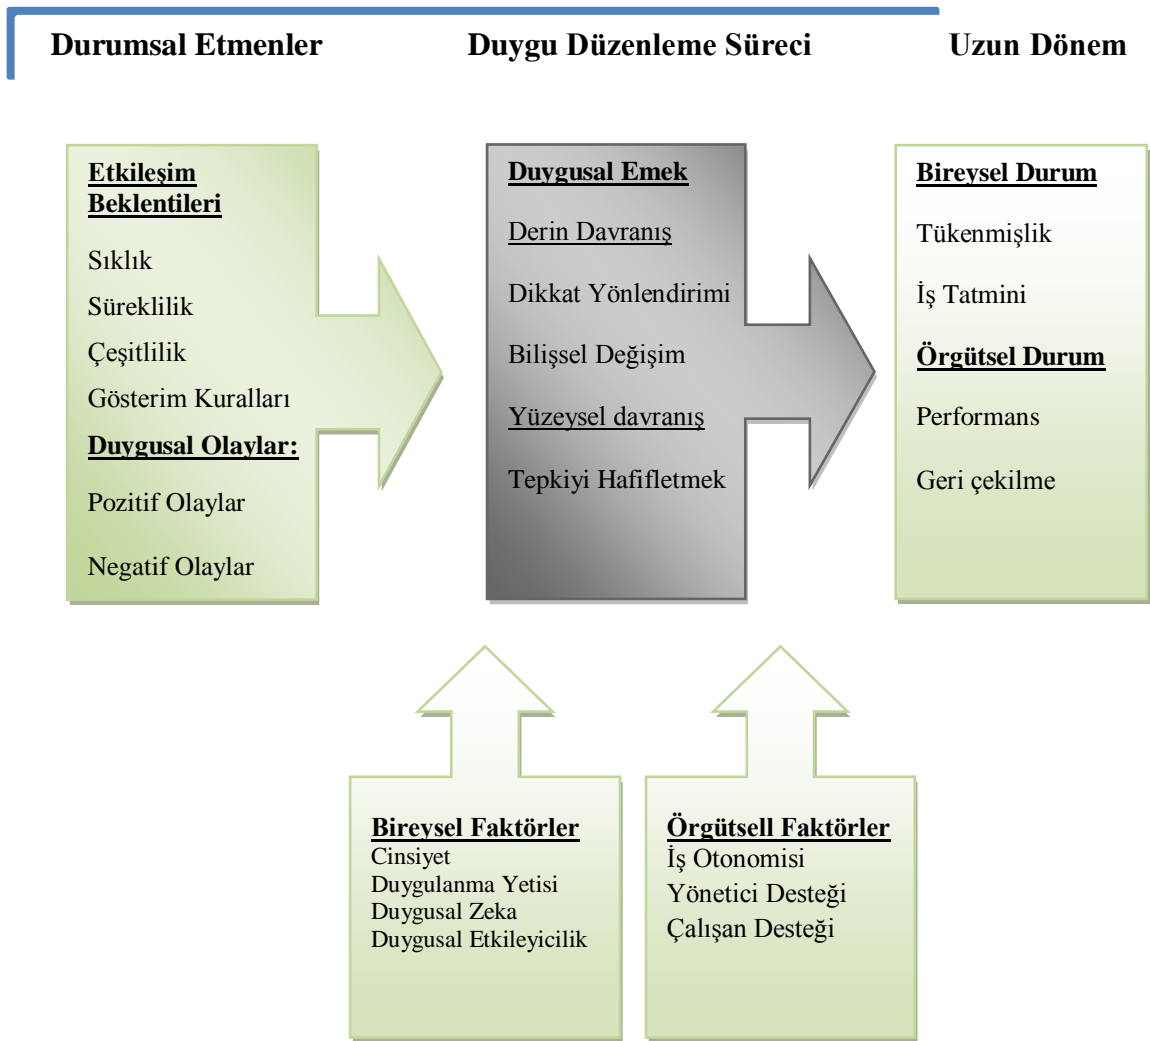 Durumsal Etmenler
Duygu Düzenleme Süreci
Uzun Dönem
Etkileşim
Beklentileri
Sıklık
Süreklilik
Çeşitlilik
Gösterim Kuralları
Duygusal Olaylar:
Pozitif Olaylar
Negatif Olaylar
Duygusal Emek
Derin Davranış
Dikkat Yönlendirimi
Bilişsel Değişim
Yüzeysel davranış
Tepkiyi Hafifletmek
Bireysel Durum
Tükenmişlik
İş Tatmini
Örgütsel Durum
Performans
Geri çekilme
Bireysel Faktörler
Cinsiyet
Duygulanma Yetisi
Duygusal Zeka
Duygusal Etkileyicilik
Örgütsell Faktörler
İş Otonomisi
Yönetici Desteği
Çalışan Desteği